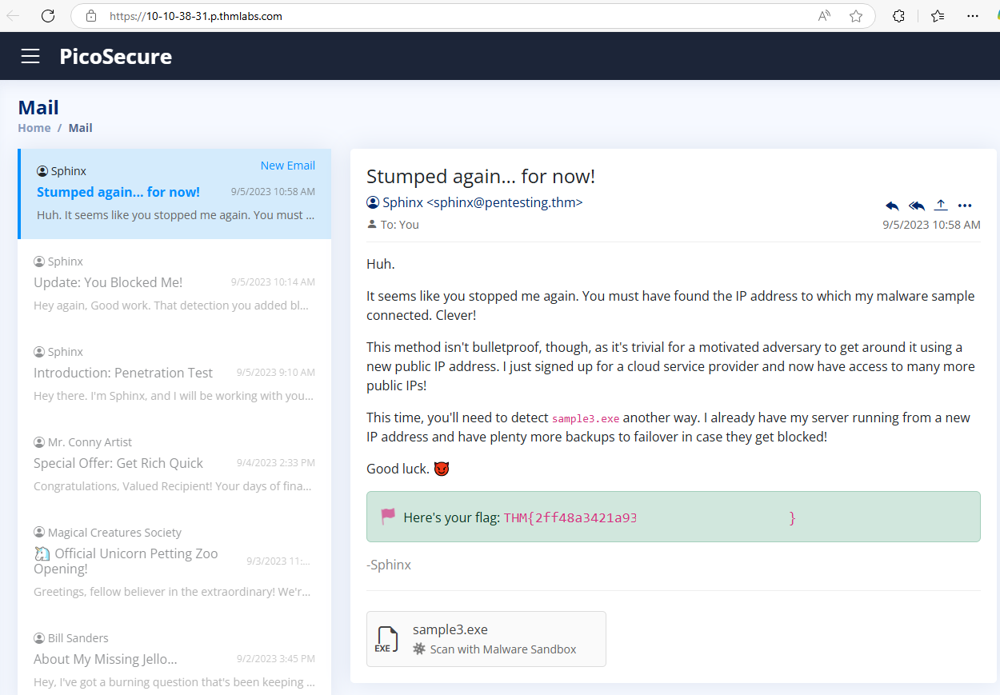 https://10-10-38-31.p.thmlabs.com
PicoSecure
Mail
Home / Mail
Sphinx
New Email
Stumped again... for now!
9/5/2023 10:58 AM
Huh. It seems like you stopped me again. You must ...
Sphinx
Update: You Blocked Me!
9/5/2023 10:14 AM
Hey again, Good work. That detection you added bl...
Sphinx
Introduction: Penetration Test
9/5/2023 9:10 AM
Hey there. I'm Sphinx, and I will be working with you...
Mr. Conny Artist
Special Offer: Get Rich Quick
9/4/2023 2:33 PM
Congratulations, Valued Recipient! Your days of fina...
Magical Creatures Society
🦄 Official Unicorn Petting Zoo
Opening!
9/3/2023 11:...
Greetings, fellow believer in the extraordinary! We'r...
Bill Sanders
About My Missing Jello...
9/2/2023 3:45 PM
Hey, I've got a burning question that's been keeping ...
Stumped again... for now!
Sphinx <sphinx@pentesting.thm>
To: You
9/5/2023 10:58 AM
Huh.
It seems like you stopped me again. You must have found the IP address to which my malware sample
connected. Clever!
This method isn't bulletproof, though, as it's trivial for a motivated adversary to get around it using a
new public IP address. I just signed up for a cloud service provider and now have access to many more
public IPs!
This time, you'll need to detect sample3.exe another way. I already have my server running from a new
IP address and have plenty more backups to failover in case they get blocked!
Good luck. 😈
Here's your flag: THM{2ff48a3421a93 }
-Sphinx
EXE
sample3.exe
Scan with Malware Sandbox